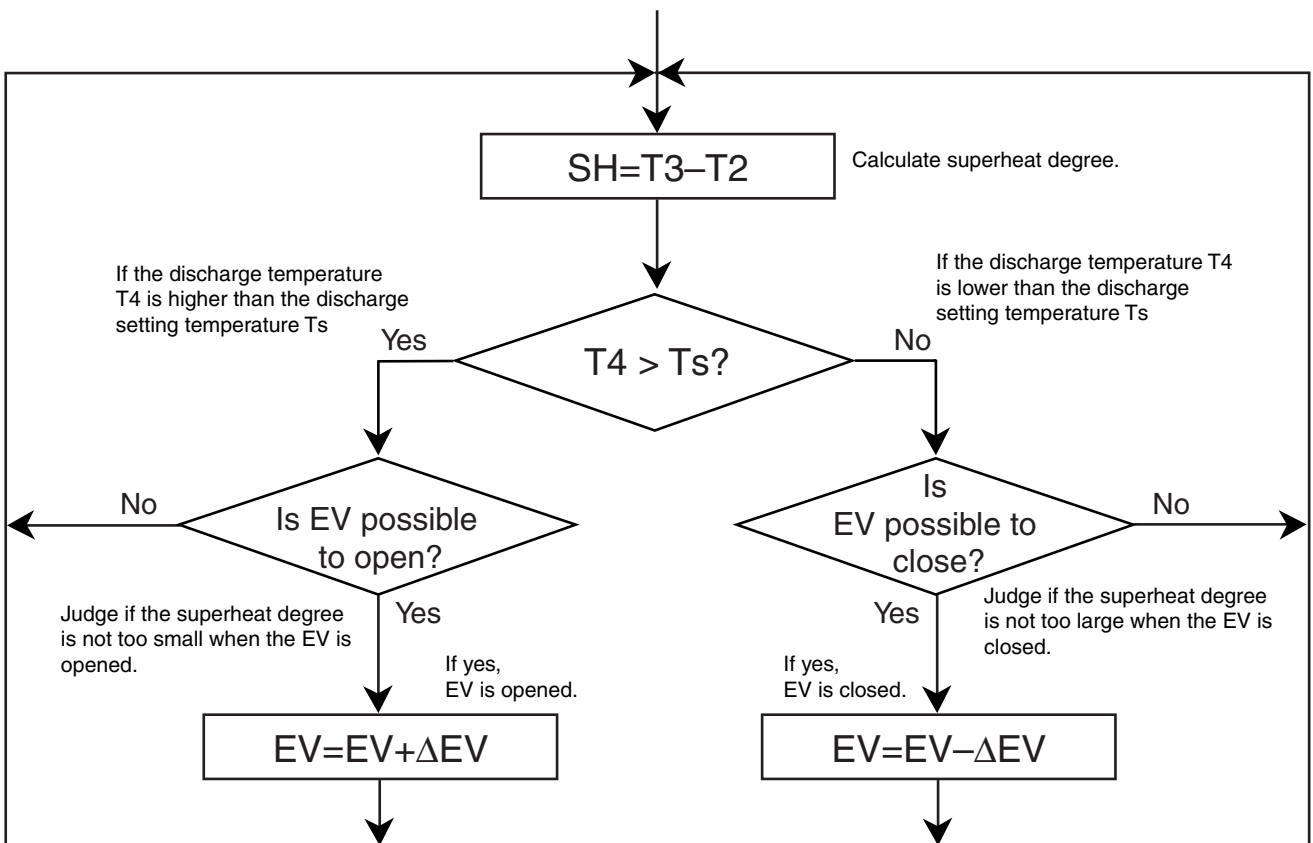 SH=T3–T2
Calculate superheat degree.
If the discharge temperature
T4 is higher than the discharge
setting temperature Ts
If the discharge temperature T4
is lower than the discharge
setting temperature Ts
Yes
T4 > Ts?
No
No
Is EV possible
to open?
Is
EV possible to
close?
No
Judge if the superheat degree
is not too small when the EV is
opened.
Yes
Yes
Judge if the superheat degree
is not too large when the EV is
closed.
If yes,
EV is opened.
If yes,
EV is closed.
EV=EV+ΔEV
EV=EV–ΔEV